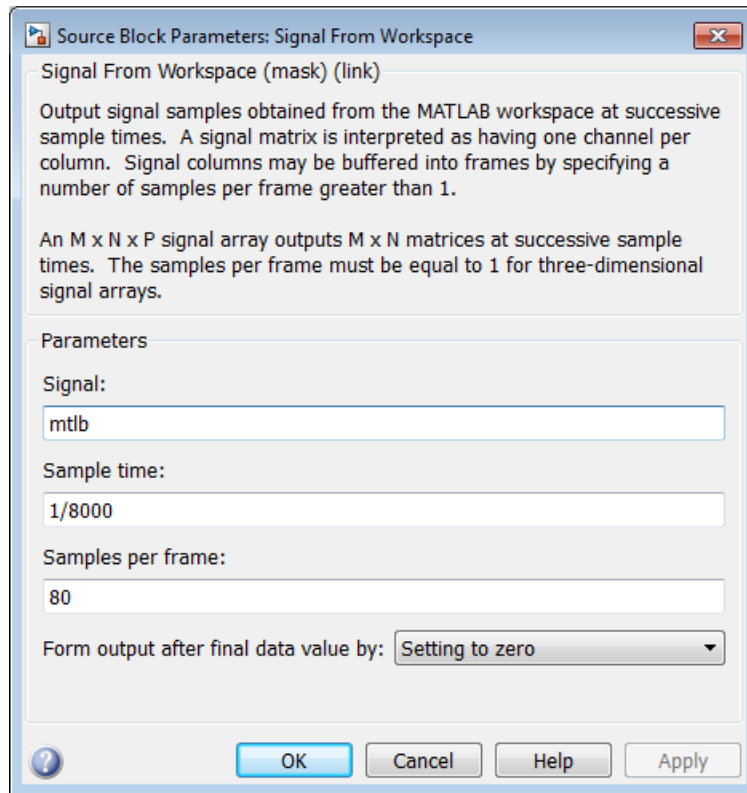 Source Block Parameters: Signal From Workspace
Signal From Workspace (mask) (link)
Output signal samples obtained from the MATLAB workspace at successive
sample times.  A signal matrix is interpreted as having one channel per
column.  Signal columns may be buffered into frames by specifying a
number of samples per frame greater than 1.
An M x N x P signal array outputs M x N matrices at successive sample
times.  The samples per frame must be equal to 1 for three-dimensional
signal arrays.
Parameters
Signal:
mtlb
Sample time:
1/8000
Samples per frame:
80
Form output after final data value by: Setting to zero
? OK Cancel Help Apply